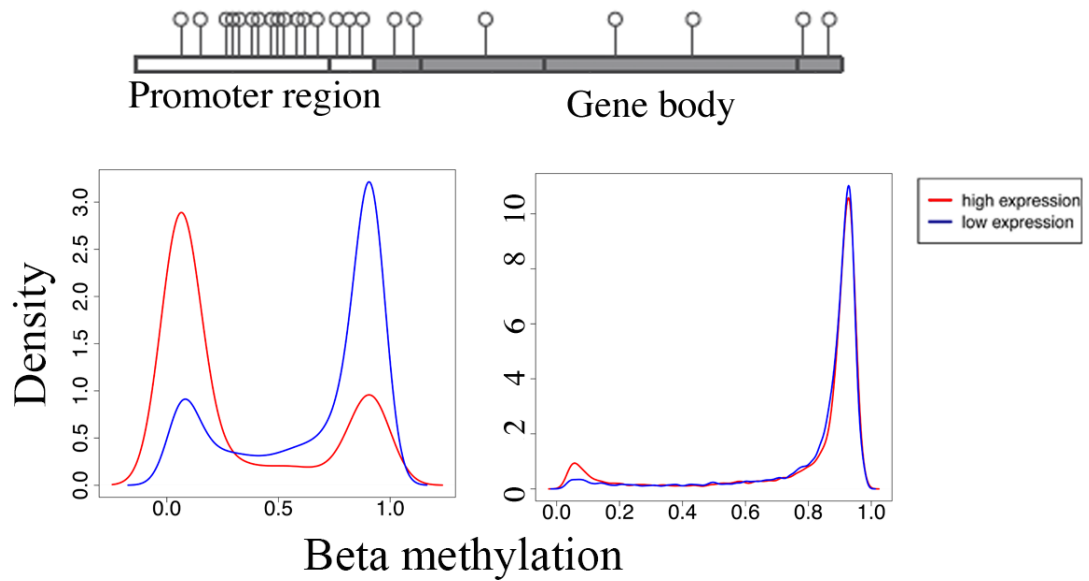 Promoter region
Gene body
Density
3.0
2.5
2.0
1.5
1.0
0.5
0.0
0.0 0.5 1.0
10
8
6
4
2
0
0.0 0.2 0.4 0.6 0.8 1.0
high expression
low expression
Beta methylation